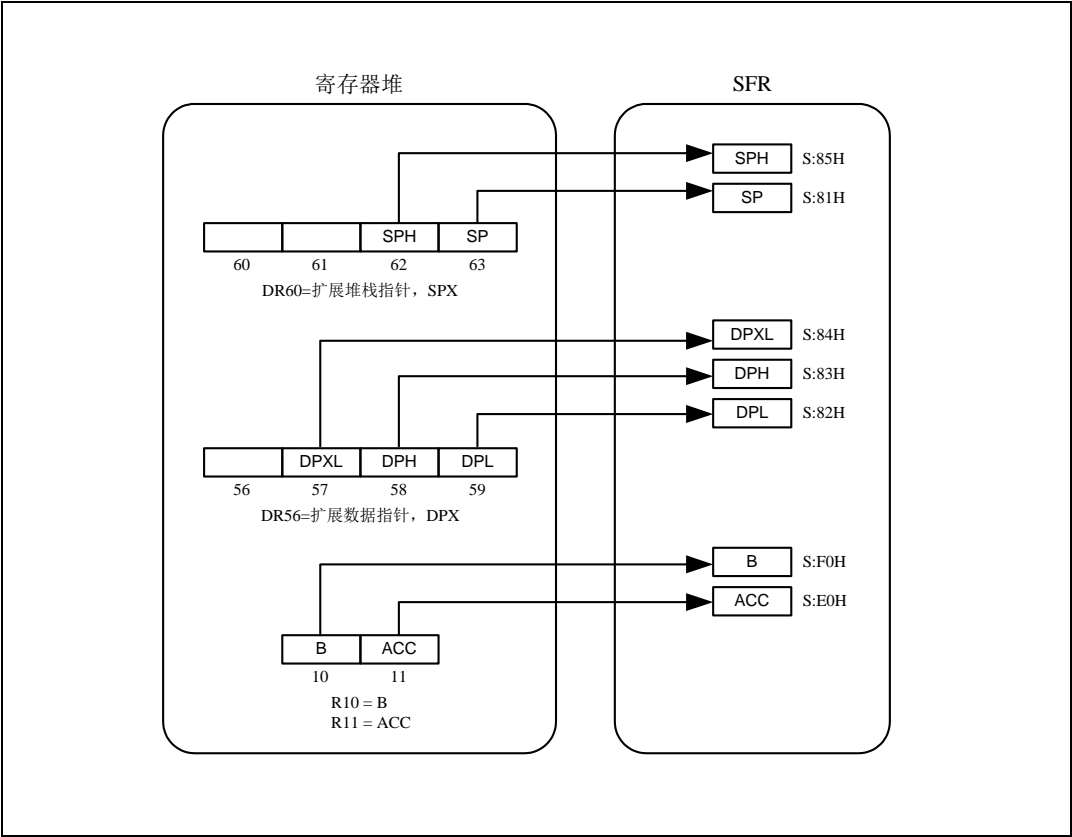 寄存器堆 SFR
SPH S:85H
SP S:81H
SPH SP
60 61 62 63
DR60=扩展堆栈指针，SPX
DPXL S:84H
DPH S:83H
DPL S:82H
DPXL DPH DPL
56 57 58 59
DR56=扩展数据指针，DPX
B S:F0H
ACC S:E0H
B ACC
10 11
R10 = B
R11 = ACC